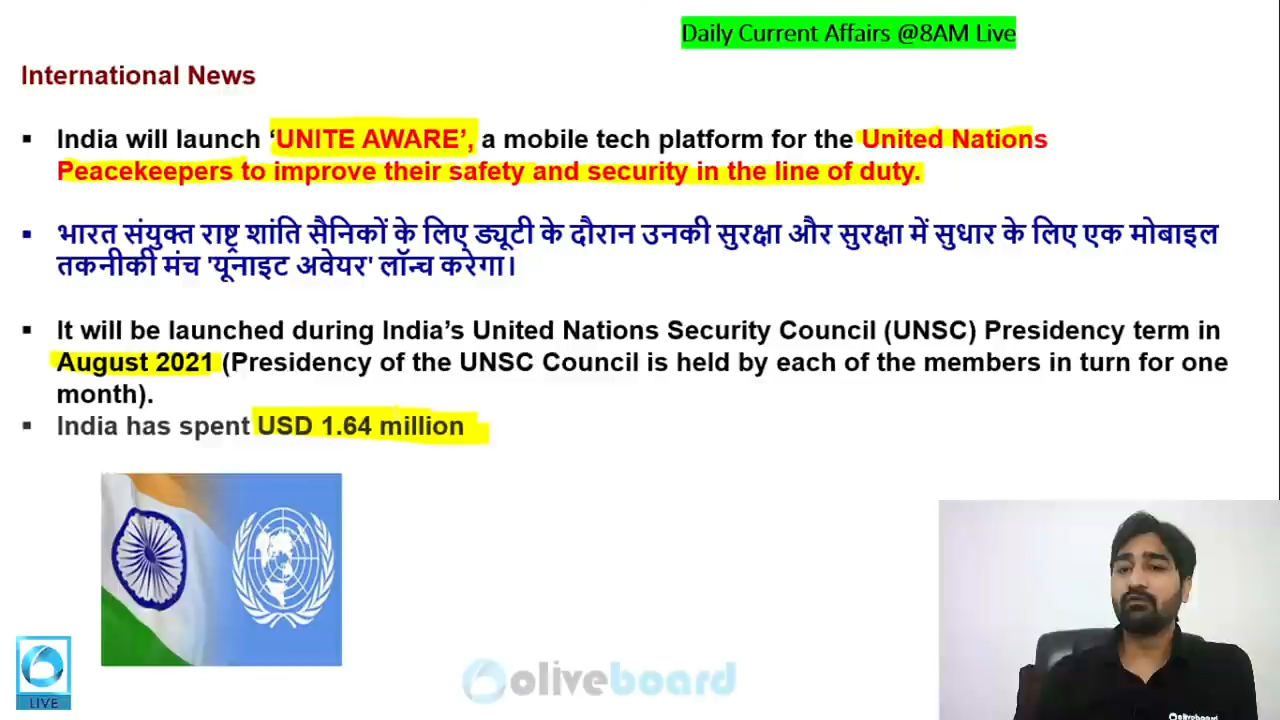 Daily Current Affairs @8AM Live
International News
▪ India will launch ‘UNITE AWARE’, a mobile tech platform for the United Nations
Peacekeepers to improve their safety and security in the line of duty.
▪ भारत संयुक्त राष्ट्र शांति सैनिकों के लिए ड्यूटी के दौरान उनकी सुरक्षा और सुरक्षा में सुधार के लिए एक मोबाइल
तकनीकी मंच 'यूनाइट अवेयर' लॉन्च करेगा।
▪ It will be launched during India’s United Nations Security Council (UNSC) Presidency term in
August 2021 (Presidency of the UNSC Council is held by each of the members in turn for one
month).
▪ India has spent USD 1.64 million
LIVE
oliveboard
oliveboard